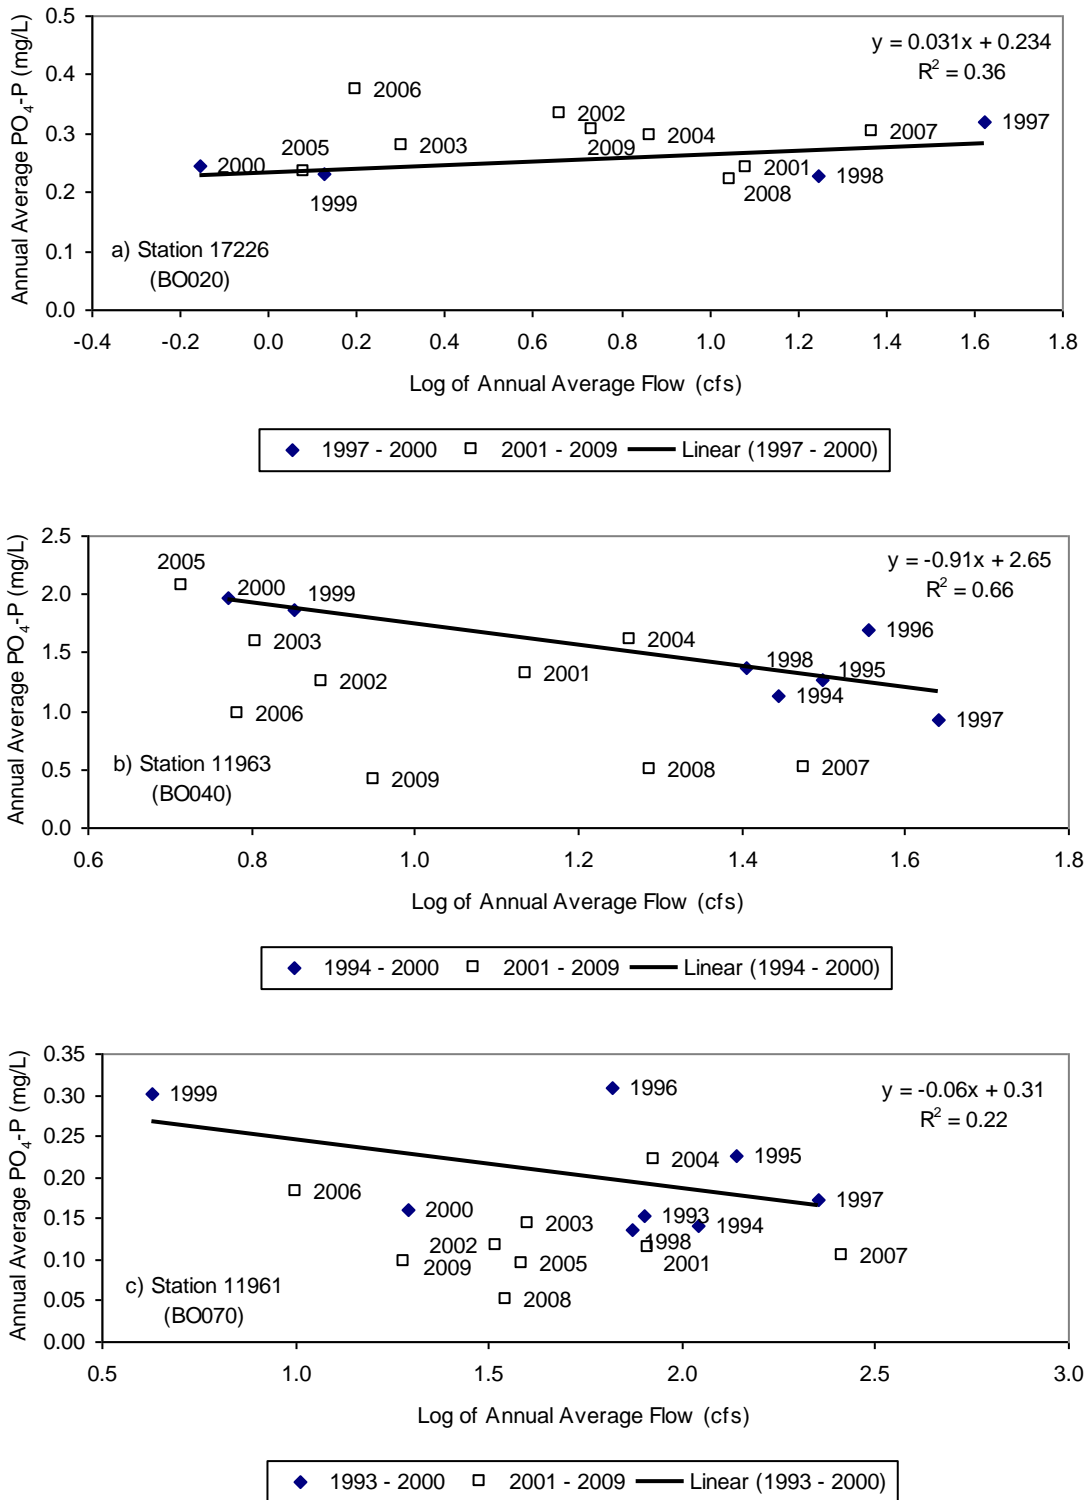 Annual Average PO4-P (mg/L)
0.5
0.4
0.3
0.2
0.1
0.0
y = 0.031x + 0.234
R2 = 0.36
2006
2002
2009
2004
2007
1997
2003
2005
2000
1999
2001
2008
1998
a) Station 17226
(BO020)
-0.4 -0.2 0.0 0.2 0.4 0.6 0.8 1.0 1.2 1.4 1.6 1.8
Log of Annual Average Flow (cfs)
1997 - 2000 2001 - 2009 Linear (1997 - 2000)
Annual Average PO4-P (mg/L)
2.5
2.0
1.5
1.0
0.5
0.0
y = -0.91x + 2.65
R2 = 0.66
2005
2000
1999
2003
2002
2006
2009
2004
2001
1998
1996
1995
1994
1997
2008
2007
b) Station 11963
(BO040)
0.6 0.8 1.0 1.2 1.4 1.6 1.8
Log of Annual Average Flow (cfs)
1994 - 2000 2001 - 2009 Linear (1994 - 2000)
Annual Average PO4-P (mg/L)
0.35
0.30
0.25
0.20
0.15
0.10
0.05
0.00
y = -0.06x + 0.31
R2 = 0.22
1999
1996
2004
1995
2006
1997
2000
2003
1993
1994
1998
2002
2009
2005
2001
2007
2008
c) Station 11961
(BO070)
0.5 1.0 1.5 2.0 2.5 3.0
Log of Annual Average Flow (cfs)
1993 - 2000 2001 - 2009 Linear (1993 - 2000)